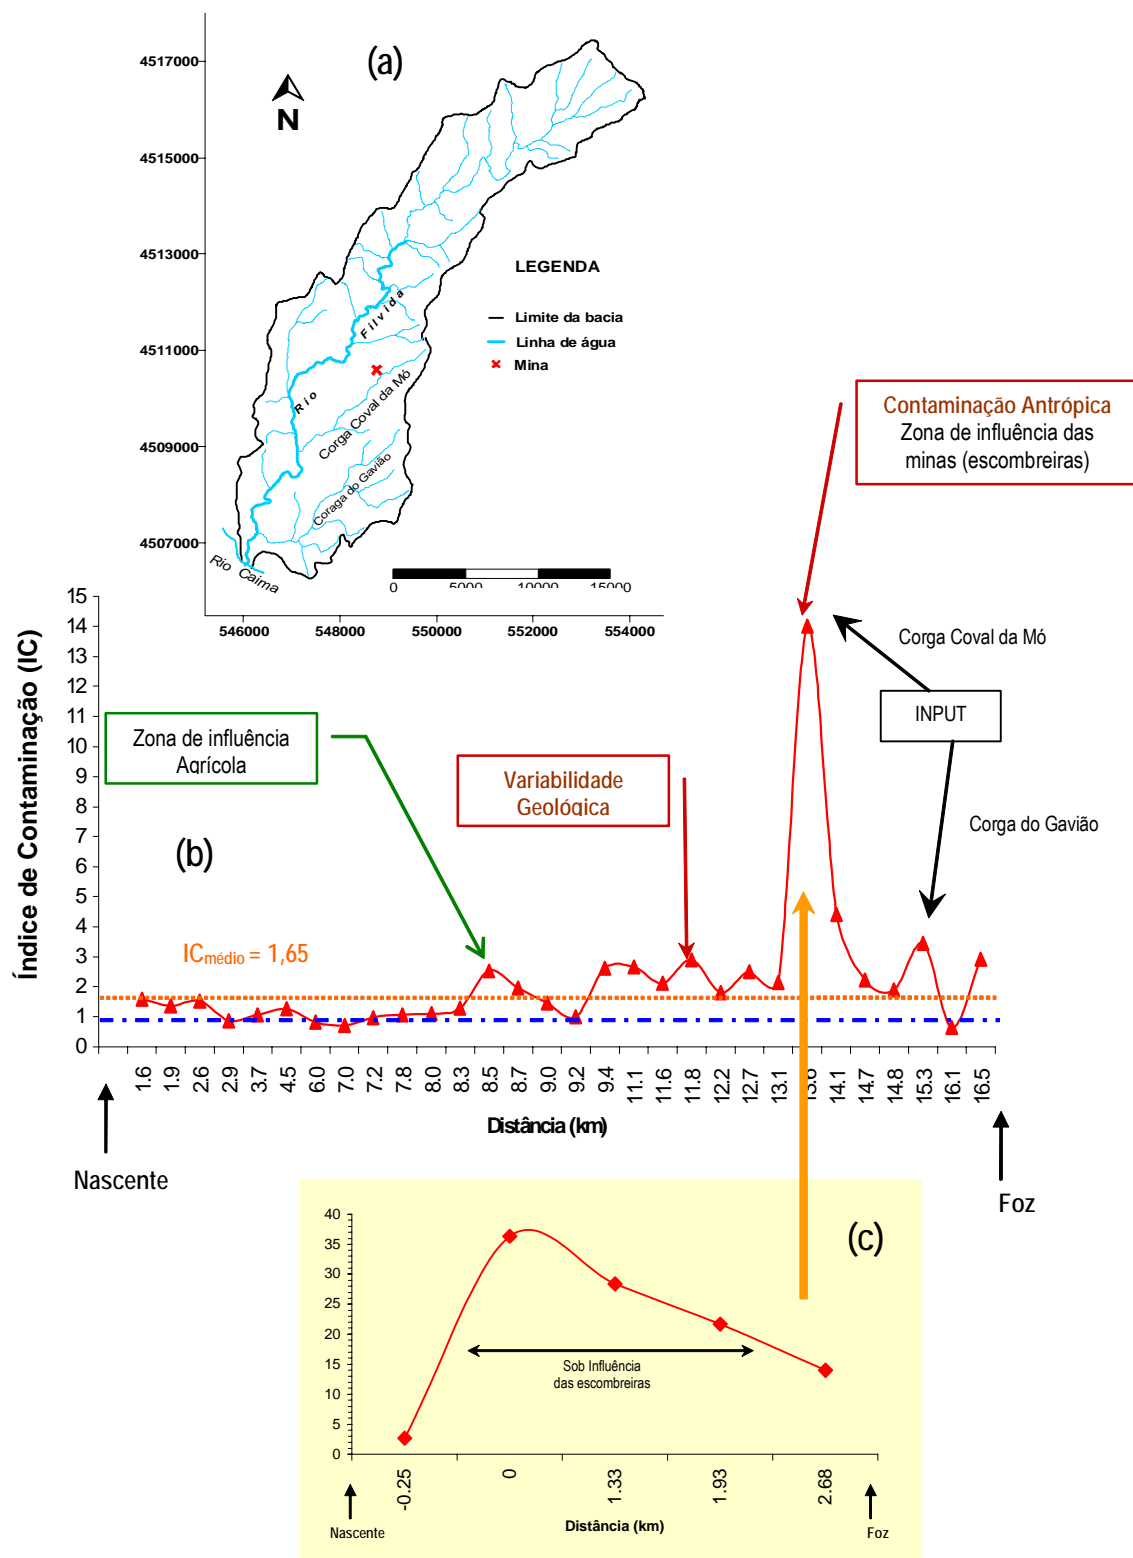 (a)
4517000
4515000
4513000
4511000
4509000
4507000
N
LEGENDA
Limite da bacia
Linha de água
Mina
Rio Filvida
Corga Coval da Mó
Coraga do Gavião
Rio Caima
0 5000 10000 15000
546000 548000 550000 552000 554000
Contaminação Antrópica
Zona de influência das
minas (escombreiras)
Índice de Contaminação (IC)
15
14
13
12
11
10
9
8
7
6
5
4
3
2
1
0
Corga Coval da Mó
INPUT
Zona de influência
Agrícola
Variabilidade
Geológica
Corga do Gavião
(b)
ICmédio = 1,65
1.6 1.9 2.6 2.9 3.7 4.5 6.0 7.0 7.2 7.8 8.0 8.3 8.5 8.7 9.0 9.2 9.4 11.1 11.6 11.8 12.2 12.7 13.1 13.6 14.1 14.7 14.8 15.3 16.1 16.5
Distância (km)
Nascente
Foz
(c)
40
35
30
25
20
15
10
5
0
Sob Influência
das escombreiras
-0.25 0 1.33 1.93 2.68
Distância (km)
Nascente
Foz